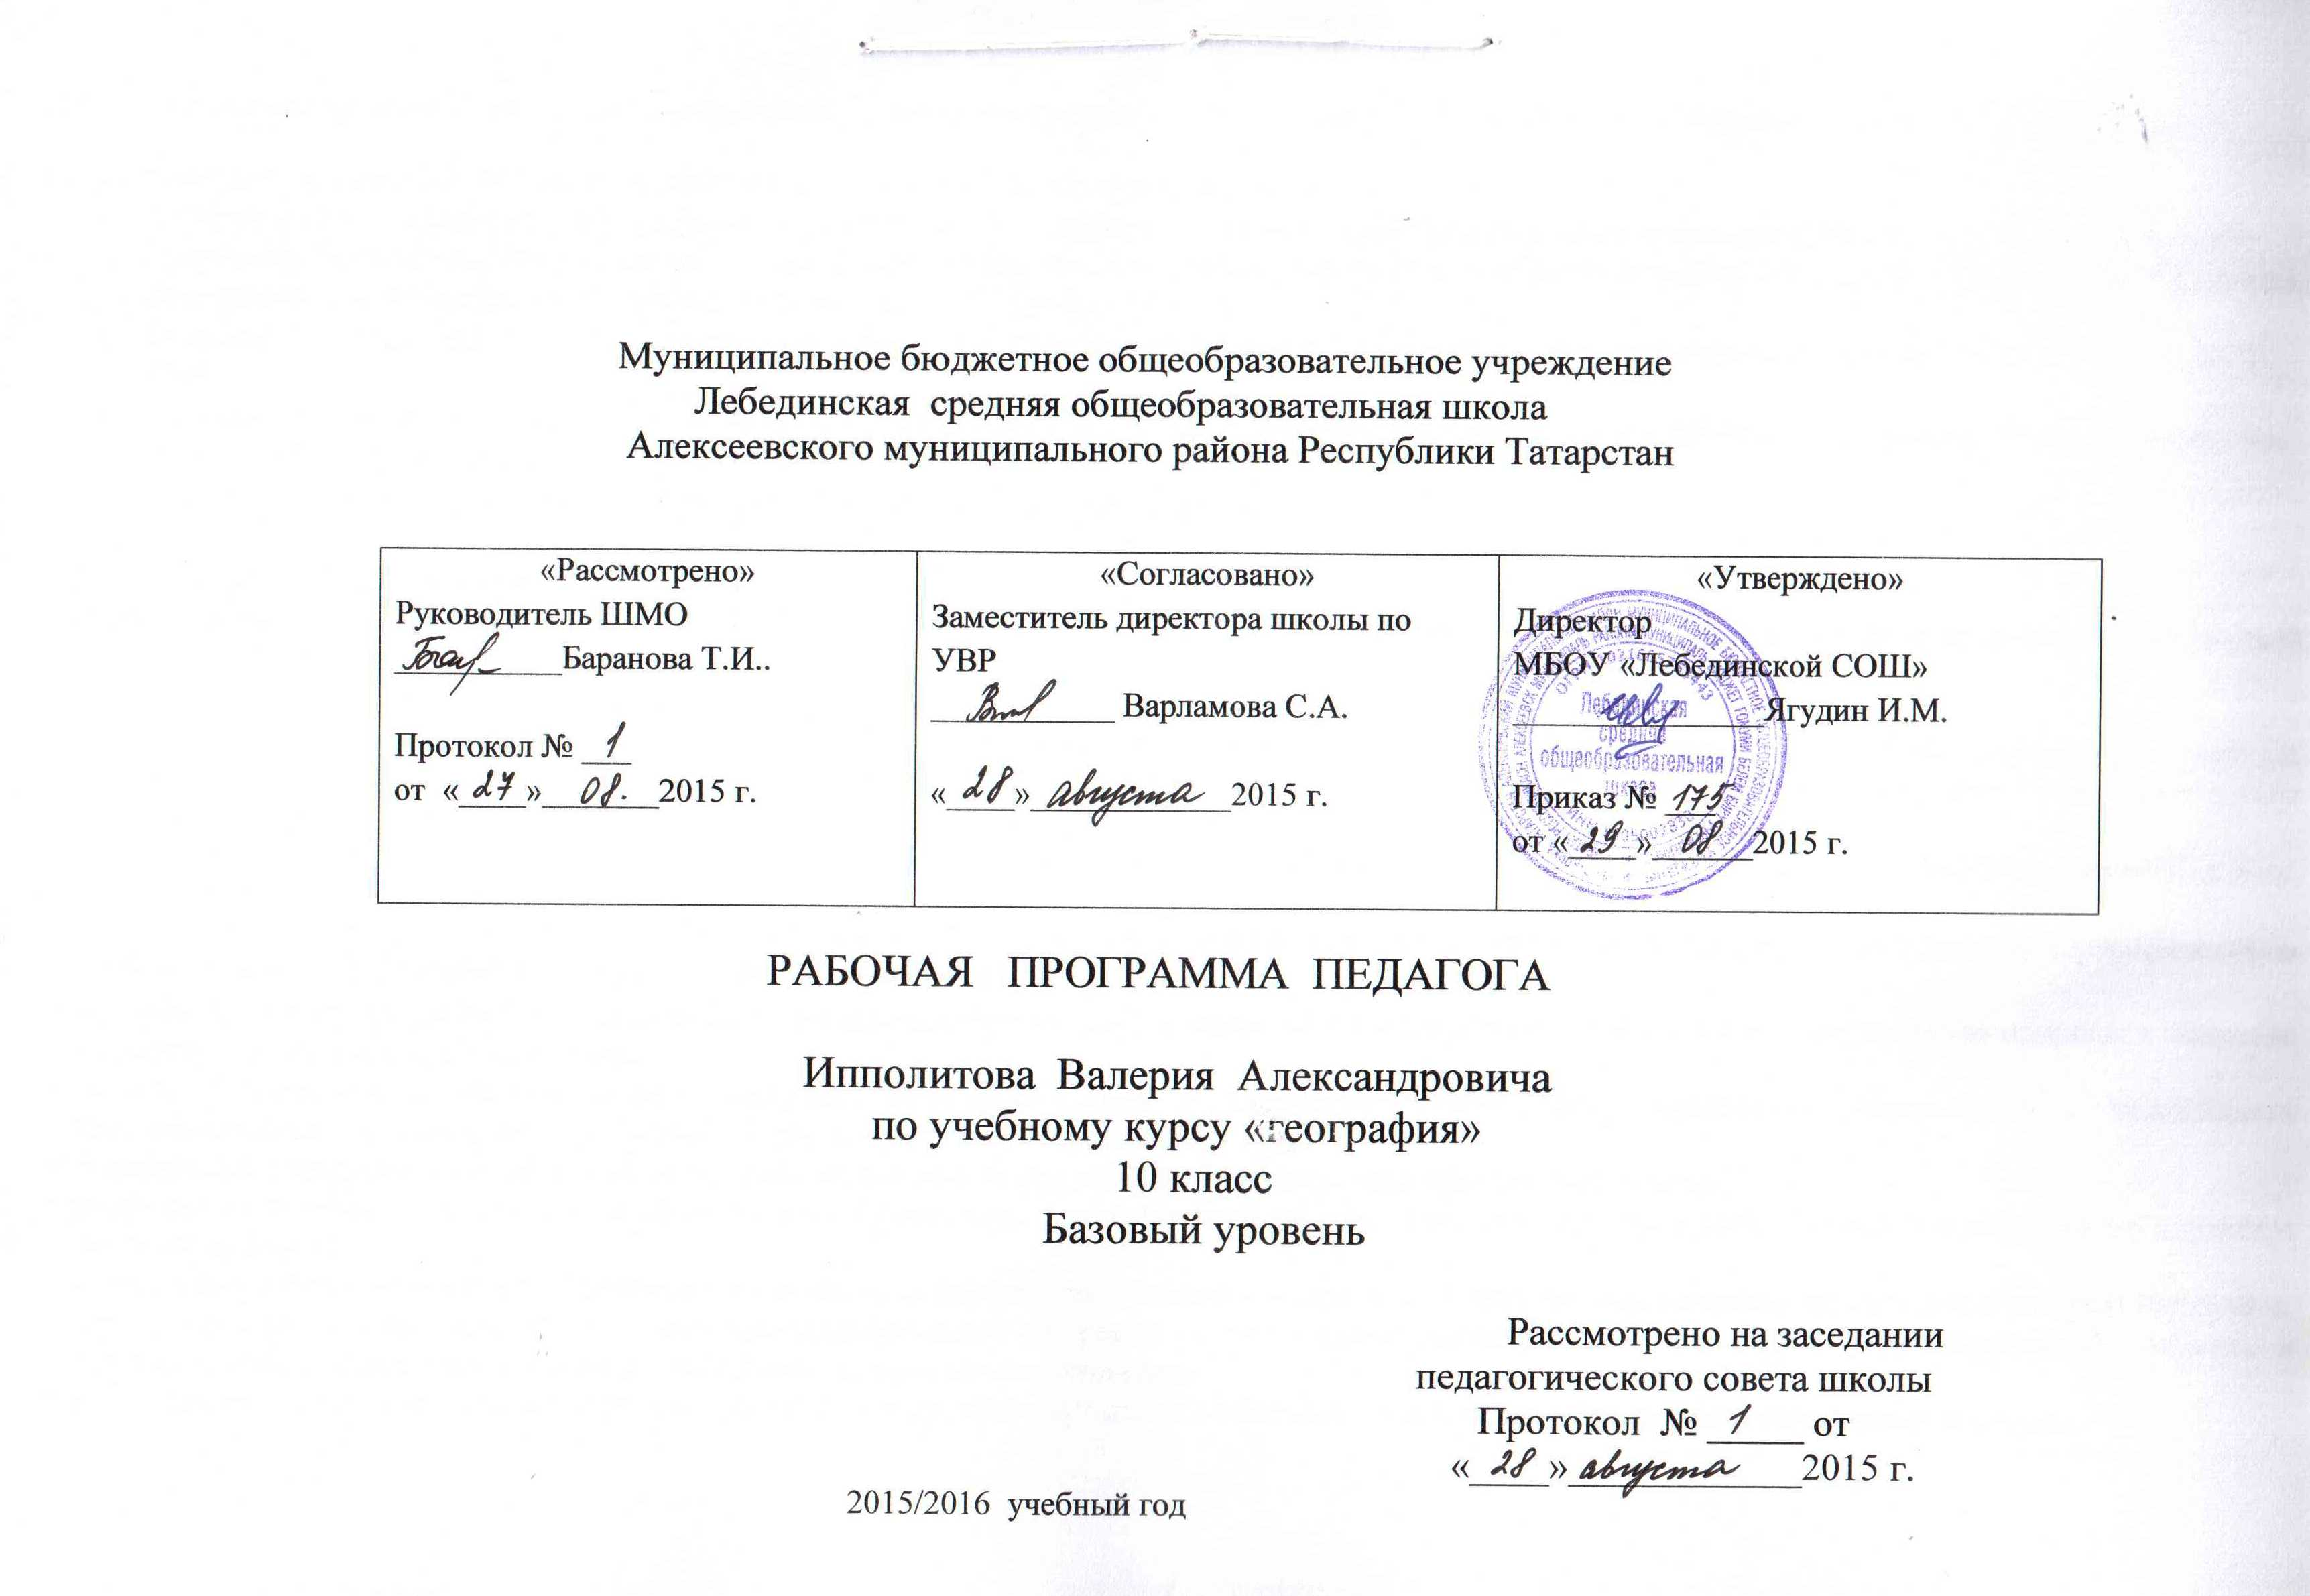 Муниципальное бюджетное общеобразовательное учреждение
Лебединская средняя общеобразовательная школа
Алексеевского муниципального района Республики Татарстан
«Рассмотрено»
Руководитель ШМО
Баранова Т.И..
Протокол № 1
от «27» 08. 2015 г.
«Согласовано»
Заместитель директора школы по
УВР
Варламова С.А.
«28» августа 2015 г.
«Утверждено»
Директор
МБОУ «Лебединской СОШ»
Ягудин И.М.
Приказ № 175
от «29» 08 2015 г.
Лебединская
средняя
общеобразовательная
школа
РАБОЧАЯ ПРОГРАММА ПЕДАГОГА
Ипполитова Валерия Александровича
по учебному курсу «география»
10 класс
Базовый уровень
Рассмотрено на заседании
педагогического совета школы
Протокол № 1 от
«28» августа 2015 г.
2015/2016 учебный год